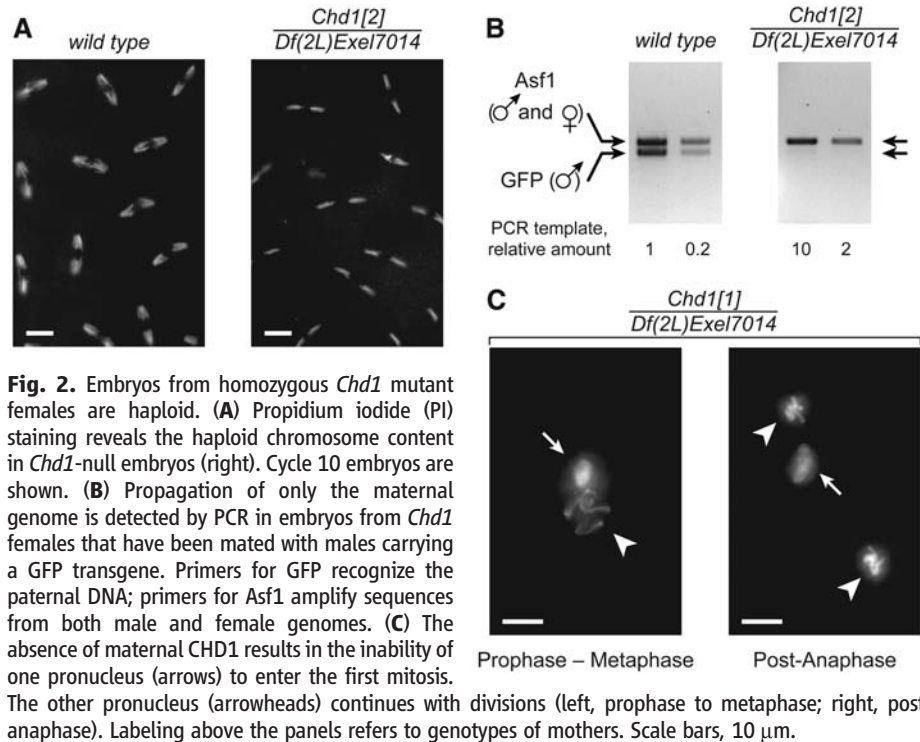 A
wild type
Chd1[2]
Df(2L)Exel7014
B
wild type
Chd1[2]
Df(2L)Exel7014
Asf1
(♂ and ♀)
GFP (♂)
PCR template,
relative amount
1 0.2 10 2
C
Chd1[1]
Df(2L)Exel7014
Prophase – Metaphase
Post-Anaphase
Fig. 2. Embryos from homozygous Chd1 mutant
females are haploid. (A) Propidium iodide (PI)
staining reveals the haploid chromosome content
in Chd1-null embryos (right). Cycle 10 embryos are
shown. (B) Propagation of only the maternal
genome is detected by PCR in embryos from Chd1
females that have been mated with males carrying
a GFP transgene. Primers for GFP recognize the
paternal DNA; primers for Asf1 amplify sequences
from both male and female genomes. (C) The
absence of maternal CHD1 results in the inability of
one pronucleus (arrows) to enter the first mitosis.
The other pronucleus (arrowheads) continues with divisions (left, prophase to metaphase; right, post
anaphase). Labeling above the panels refers to genotypes of mothers. Scale bars, 10 μm.